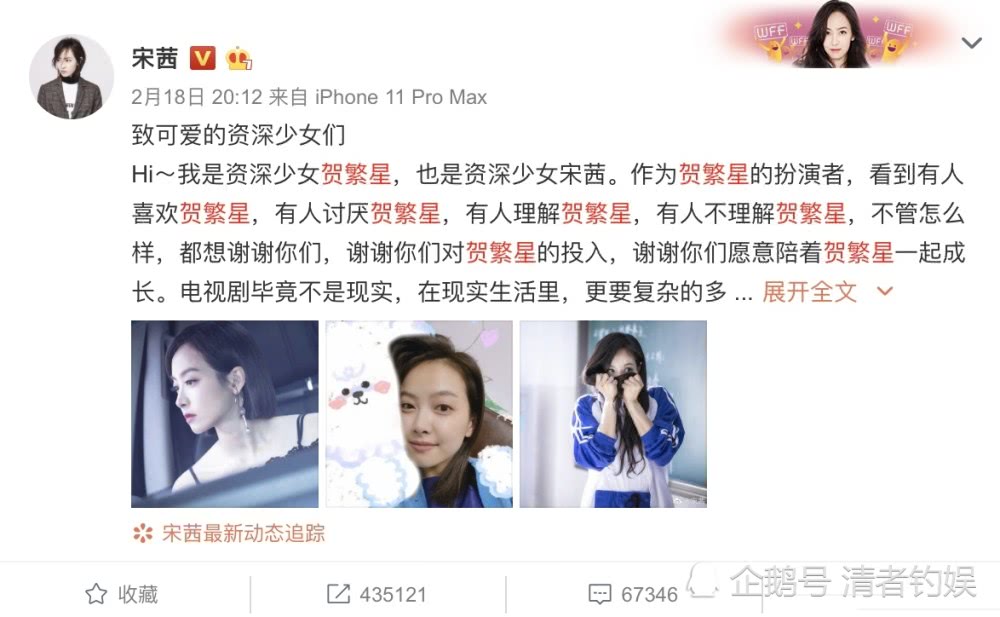 WFF
WFF
WFF
WFF
宋茜
2月18日 20:12 来自 iPhone 11 Pro Max
致可爱的资深少女们
Hi～我是资深少女贺繁星，也是资深少女宋茜。作为贺繁星的扮演者，看到有人
喜欢贺繁星，有人讨厌贺繁星，有人理解贺繁星，有人不理解贺繁星，不管怎么
样，都想谢谢你们，谢谢你们对贺繁星的投入，谢谢你们愿意陪着贺繁星一起成
长。电视剧毕竟不是现实，在现实生活里，更要复杂的多 ... 展开全文
宋茜最新动态追踪
收藏
435121
67346
企鹅号 清者钓娱